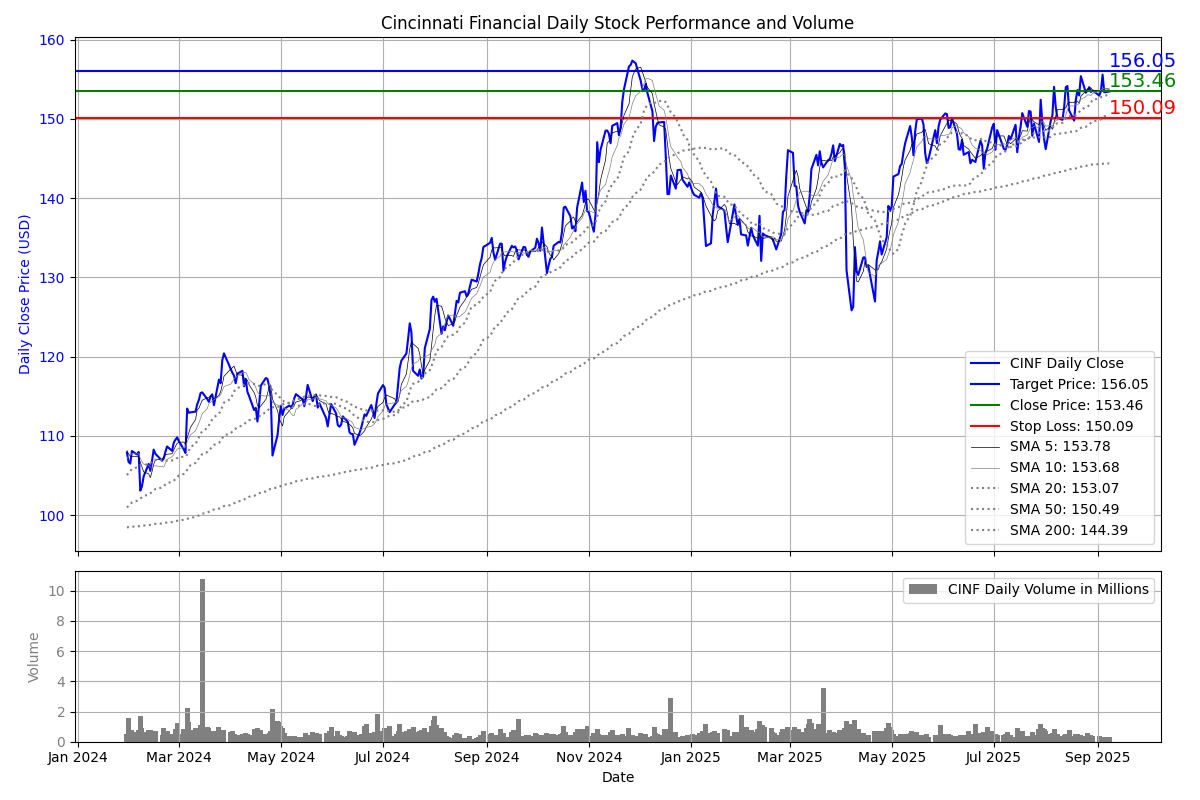 Cincinnati Financial Daily Stock Performance and Volume
160
150
140
130
120
110
100
Daily Close Price (USD)
156.05
153.46
150.09
CINF Daily Close
Target Price: 156.05
Close Price: 153.46
Stop Loss: 150.09
SMA 5: 153.78
SMA 10: 153.68
SMA 20: 153.07
SMA 50: 150.49
SMA 200: 144.39
CINF Daily Volume in Millions
10
8
6
4
2
0
Volume
Jan 2024 Mar 2024 May 2024 Jul 2024 Sep 2024 Nov 2024 Jan 2025 Mar 2025 May 2025 Jul 2025 Sep 2025
Date